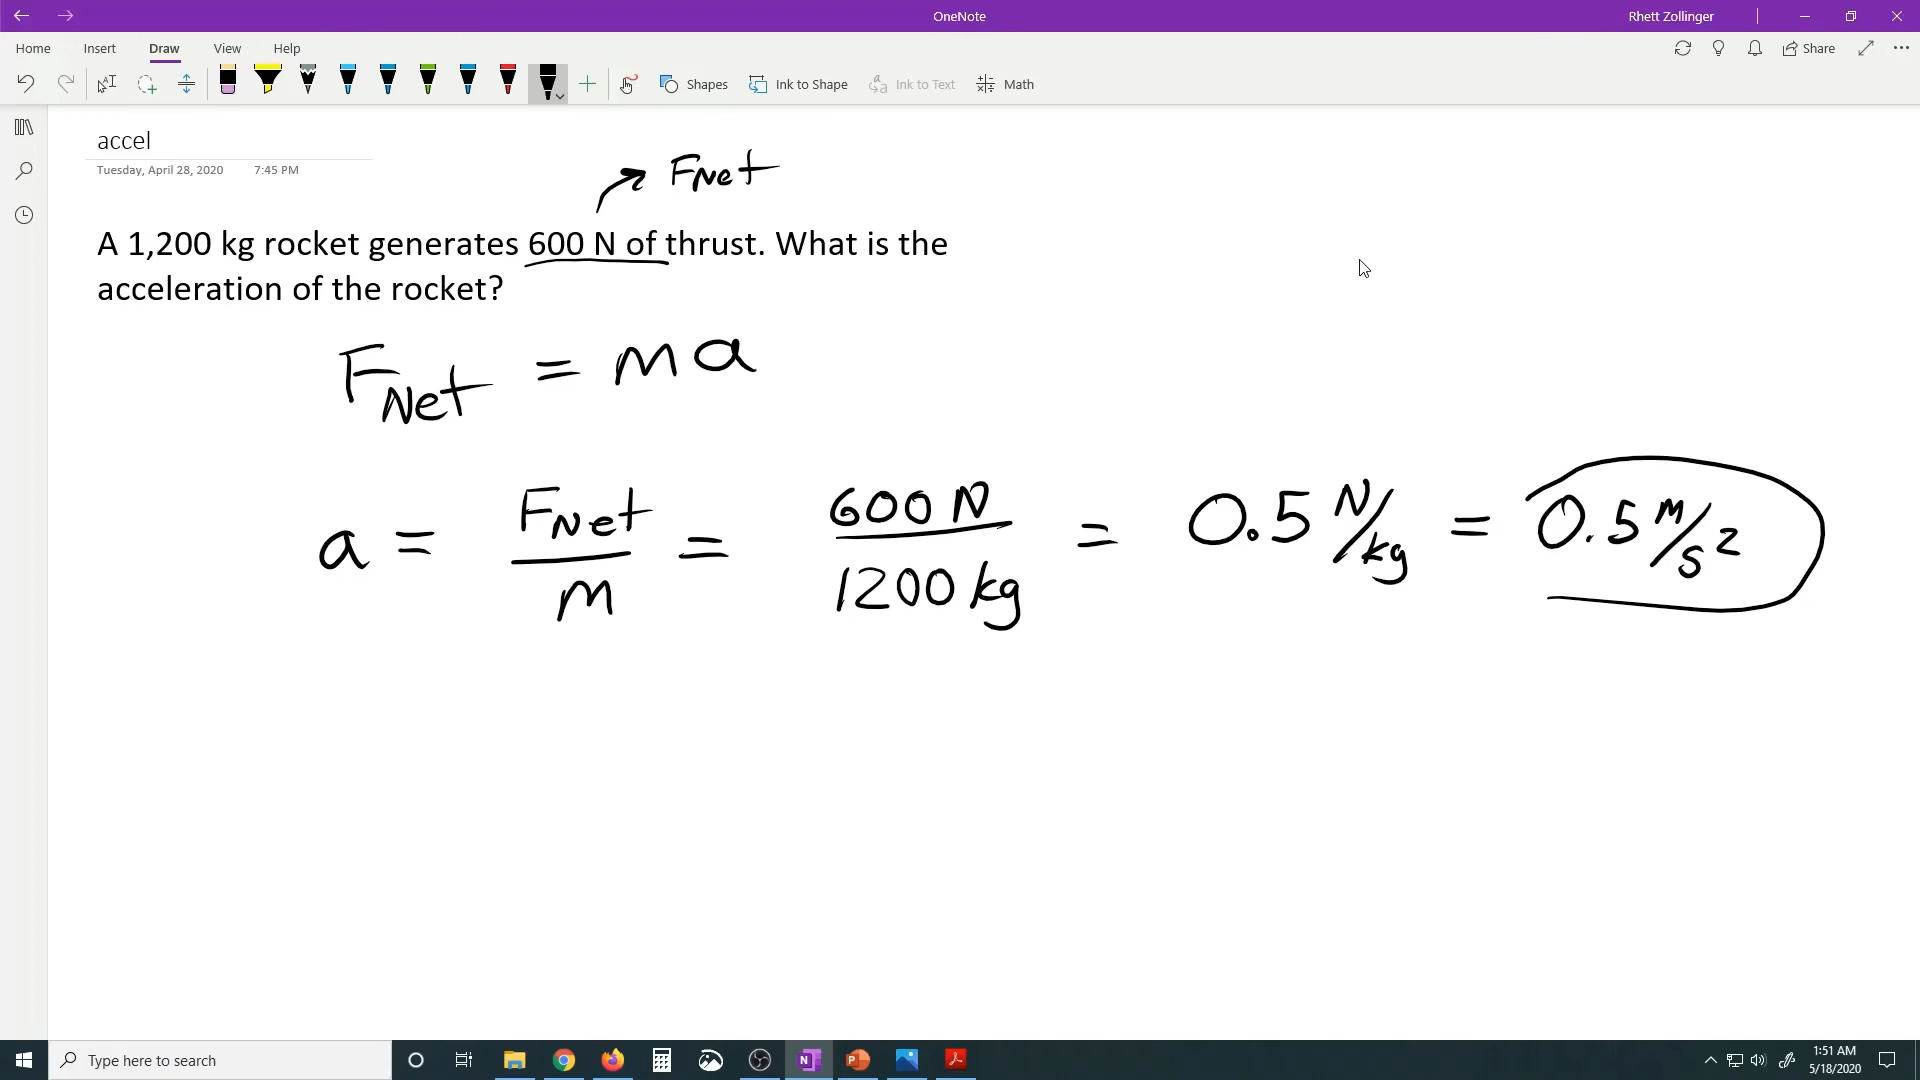 OneNote
Rhett Zollinger
Home Insert Draw View Help
Share
Shapes Ink to Shape Ink to Text Math
accel
Tuesday, April 28, 2020 7:45 PM
FNet
A 1,200 kg rocket generates 600 N of thrust. What is the
acceleration of the rocket?
FNet = ma
a = FNet/m = 600 N/1200 kg = 0.5 N/kg = 0.5 m/s²
Type here to search
1:51 AM
5/18/2020